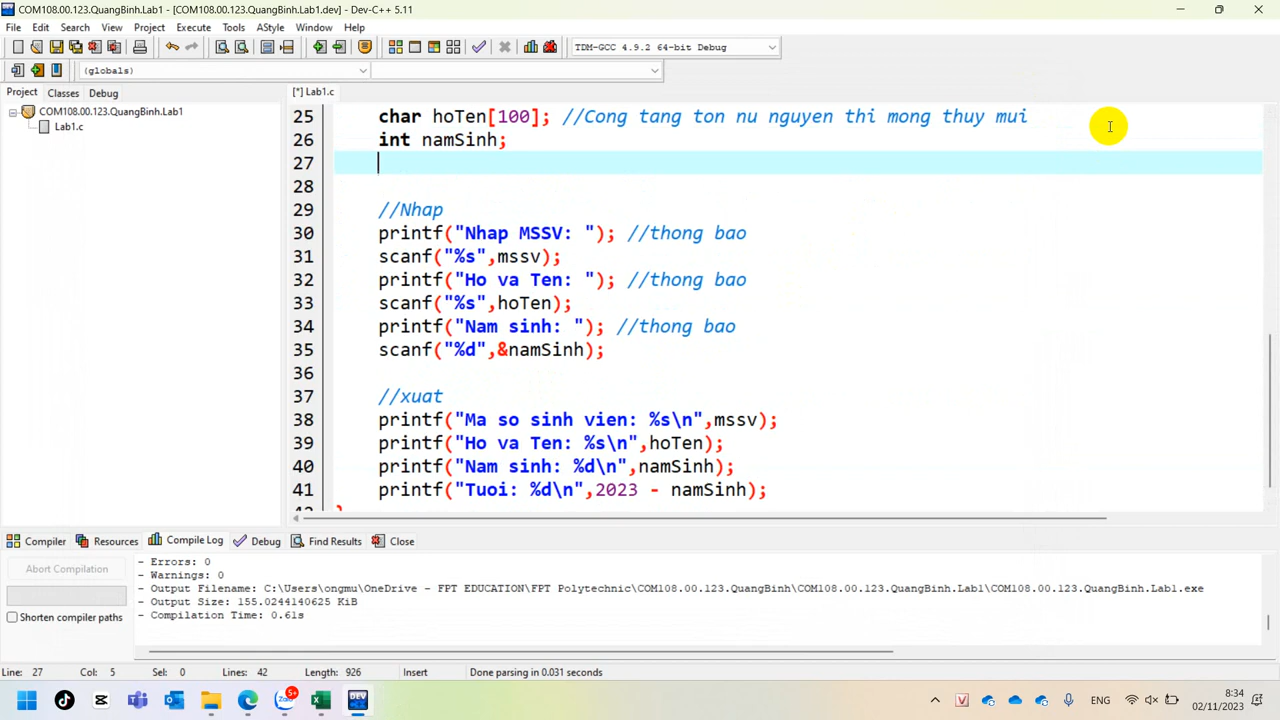 COM108.00.123.QuangBinh.Lab1 - [COM108.00.123.QuangBinh.Lab1.dev] - Dev-C++ 5.11
File Edit Search View Project Execute Tools AStyle Window Help
TDM-GCC 4.9.2 64-bit Debug
(globals)
Project Classes Debug
[*] Lab1.c
COM108.00.123.QuangBinh.Lab1
Lab1.c
25 char hoTen[100]; //Cong tang ton nu nguyen thi mong thuy mui
26 int namSinh;
27
28
29 //Nhap
30 printf("Nhap MSSV: "); //thong bao
31 scanf("%s",mssv);
32 printf("Ho va Ten: "); //thong bao
33 scanf("%s",hoTen);
34 printf("Nam sinh: "); //thong bao
35 scanf("%d",&namSinh);
36
37 //xuat
38 printf("Ma so sinh vien: %s\n",mssv);
39 printf("Ho va Ten: %s\n",hoTen);
40 printf("Nam sinh: %d\n",namSinh);
41 printf("Tuoi: %d\n",2023 - namSinh);
42 }
Compiler Resources Compile Log Debug Find Results Close
Abort Compilation
Shorten compiler paths
- Errors: 0
- Warnings: 0
- Output Filename: C:\Users\ongmu\OneDrive - FPT EDUCATION\FPT Polytechnic\COM108.00.123.QuangBinh.Lab1\COM108.00.123.QuangBinh.Lab1.exe
- Output Size: 155.0244140625 KiB
- Compilation Time: 0.61s
Line: 27 Col: 5 Sel: 0 Lines: 42 Length: 926 Insert Done parsing in 0.031 seconds
5+
DEV
ENG
8:34
02/11/2023